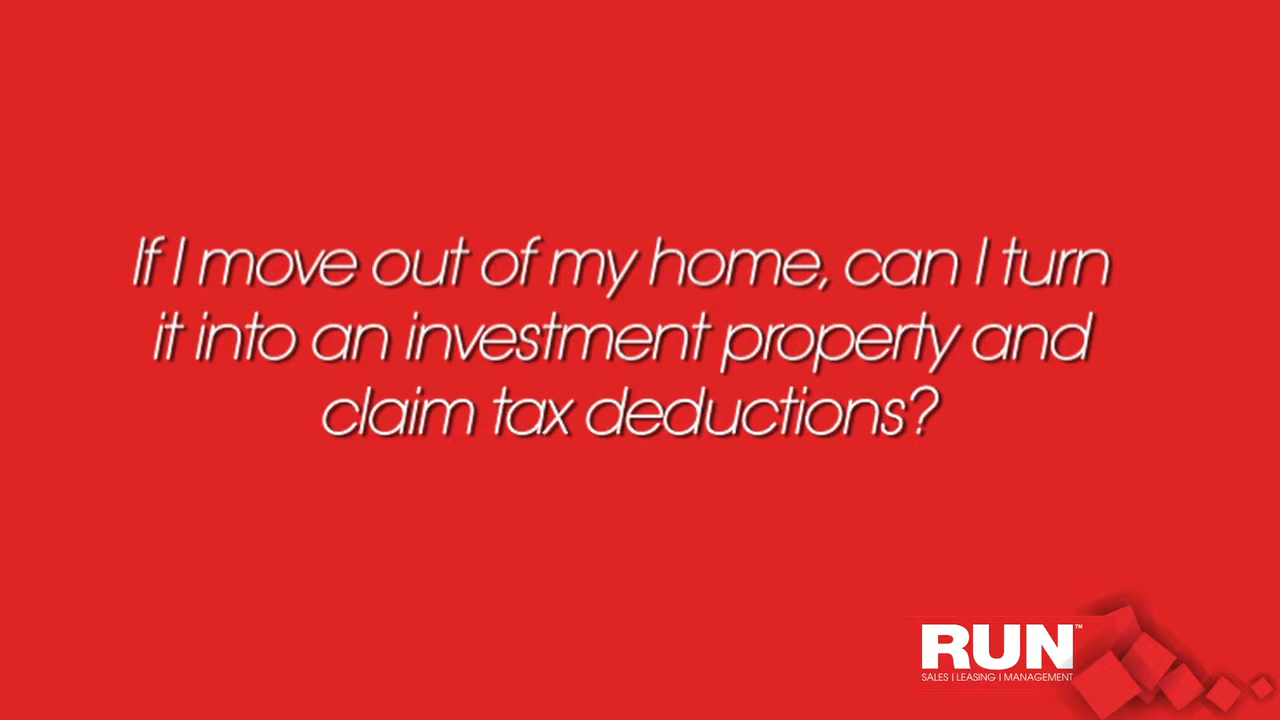 If I move out of my home, can I turn
it into an investment property and
claim tax deductions?
RUN™
SALES | LEASING | MANAGEMENT